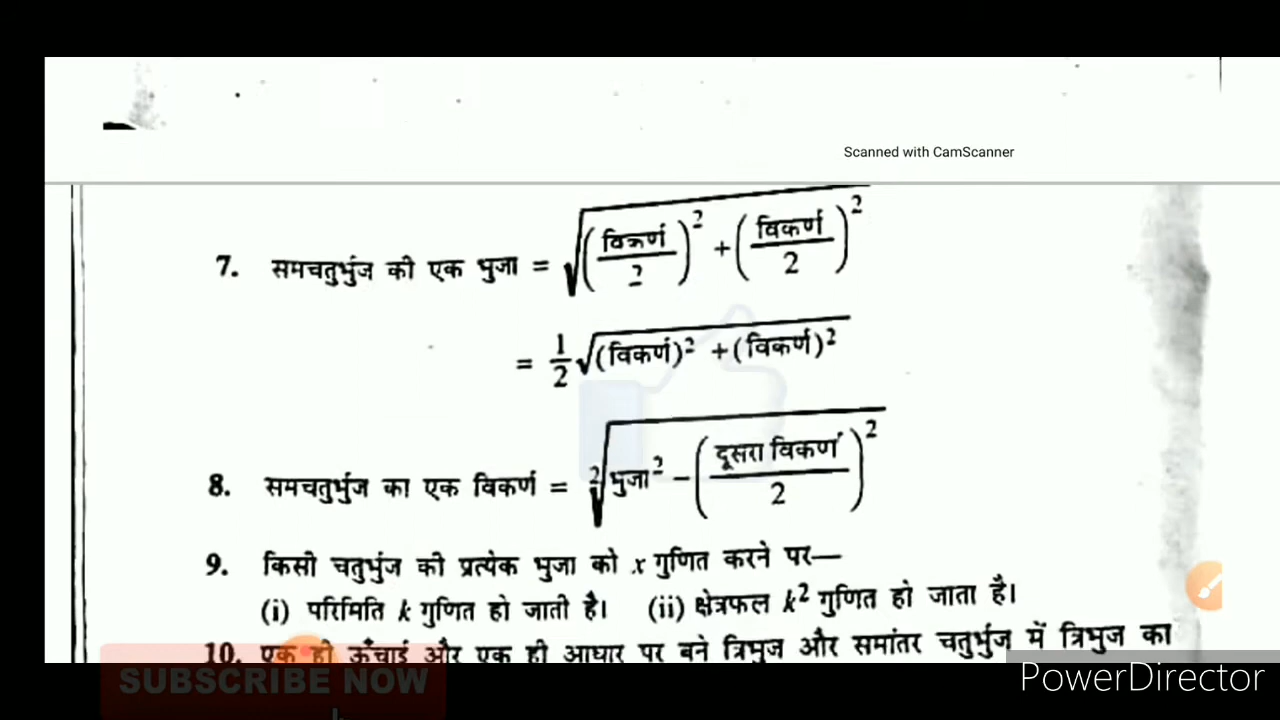 Scanned with CamScanner
7. समचतुर्भुज की एक भुजा = √((विकर्ण/2)² + (विकर्ण/2)²)
= 1/2 √((विकर्ण)² + (विकर्ण)²)
8. समचतुर्भुज का एक विकर्ण = 2√(भुजा² − (दूसरा विकर्ण/2)²)
9. किसी चतुर्भुज की प्रत्येक भुजा को x गुणित करने पर—
(i) परिमिति k गुणित हो जाती है। (ii) क्षेत्रफल k² गुणित हो जाता है।
10. एक ही ऊँचाई और एक ही आधार पर बने त्रिभुज और समांतर चतुर्भुज में त्रिभुज का
SUBSCRIBE NOW
PowerDirector